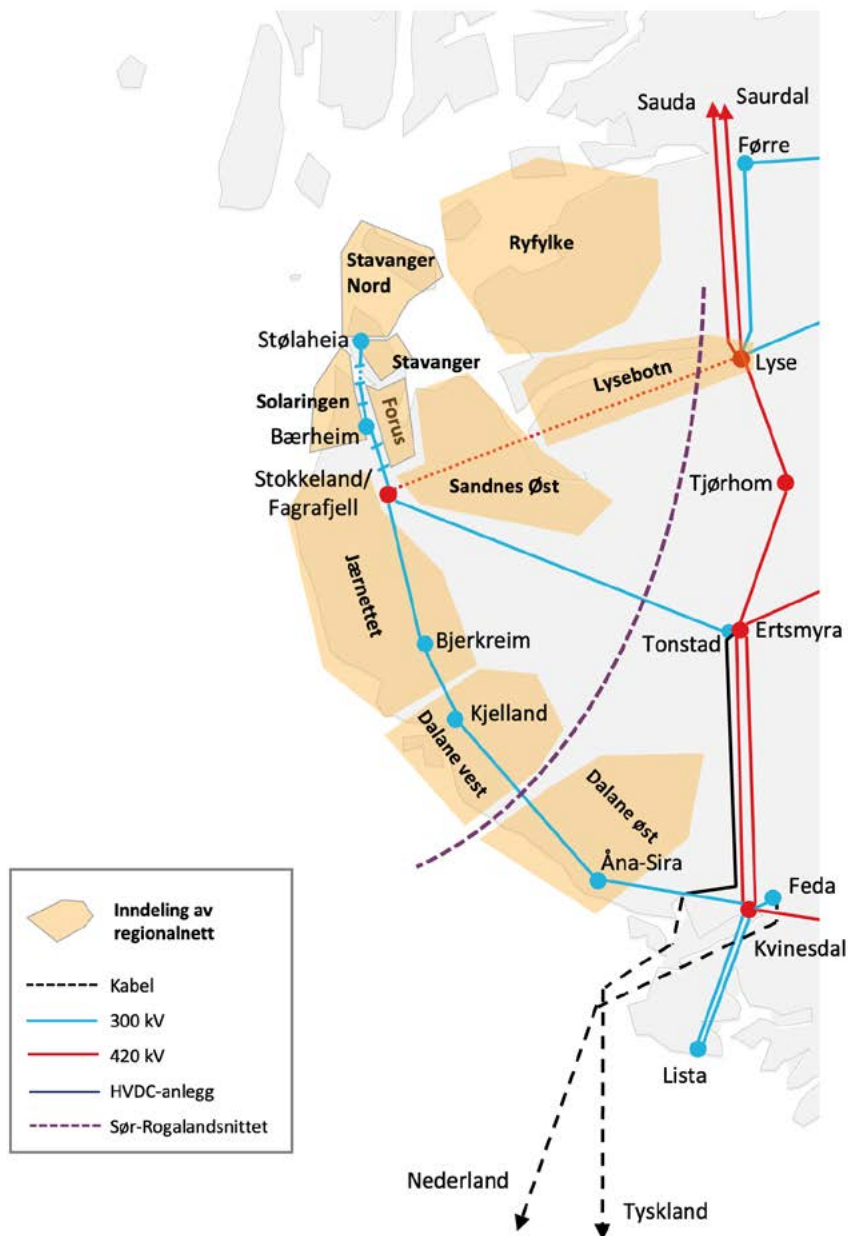 Sauda
Saurdal
Førre
Ryfylke
Stavanger
Nord
Stølaheia
Stavanger
Lyse
Lysebotn
Solaringen
Forus
Bærheim
Stokkeland/
Fagrafjell
Sandnes Øst
Tjørhom
Jærnettet
Bjerkreim
Tonstad
Ertsmyra
Kjelland
Dalane vest
Dalane øst
Åna-Sira
Feda
Kvinesdal
Lista
Inndeling av
regionalnett
Kabel
300 kV
420 kV
HVDC-anlegg
Sør-Rogalandsnittet
Nederland
Tyskland